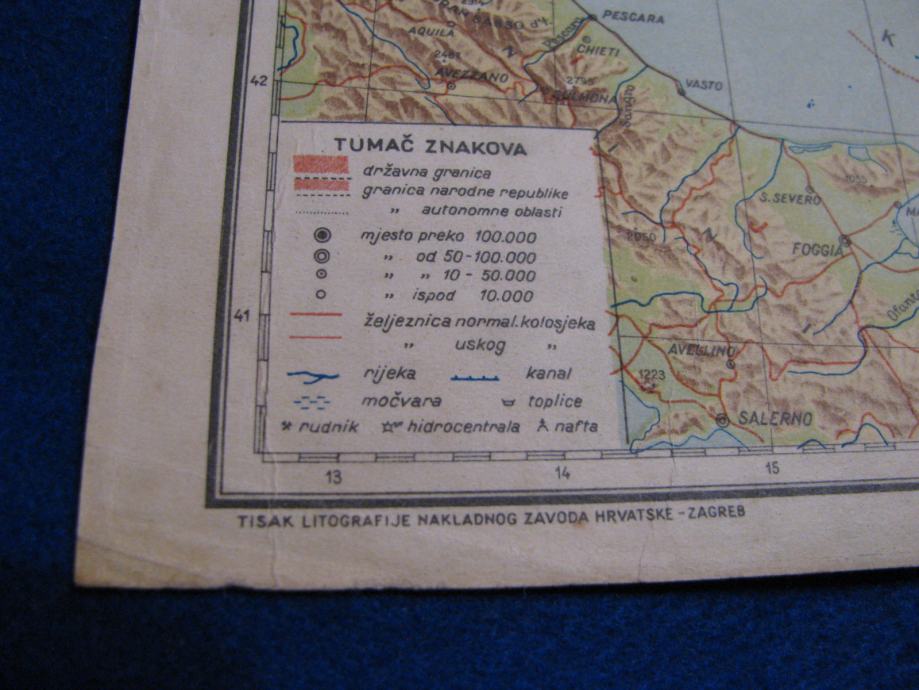 PESCARA
Pescara
AQUILA
CHIETI
2487
AVEZZANO
2795
SULMONA
VASTO
42
K
TUMAČ ZNAKOVA
državna granica
granica narodne republike
„ autonomne oblasti
mjesto preko 100.000
„ od 50-100.000
„ „ 10 - 50.000
„ ispod 10.000
željeznica normal. kolosjeka
„ uskog „
rijeka kanal
močvara toplice
rudnik hidrocentrala nafta
1055
S. SEVERO
2050
FOGGIA
41
AVELLINO
1223
SALERNO
13 14 15
TISAK LITOGRAFIJE NAKLADNOG ZAVODA HRVATSKE - ZAGREB